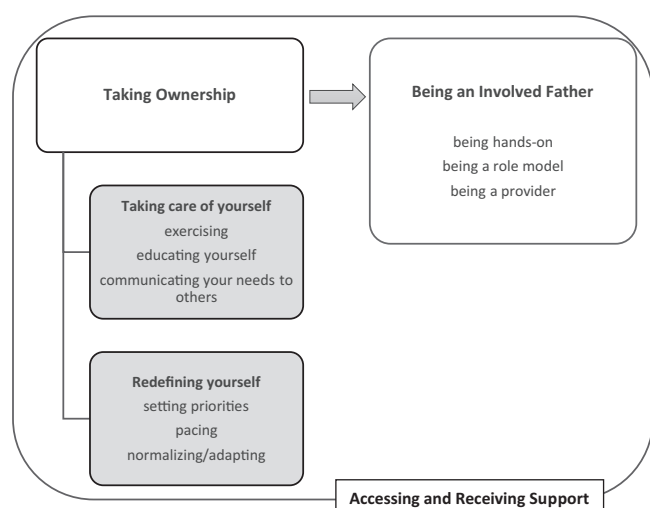 Taking Ownership
Being an Involved Father
being hands-on
being a role model
being a provider
Taking care of yourself
exercising
educating yourself
communicating your needs to
others
Redefining yourself
setting priorities
pacing
normalizing/adapting
Accessing and Receiving Support